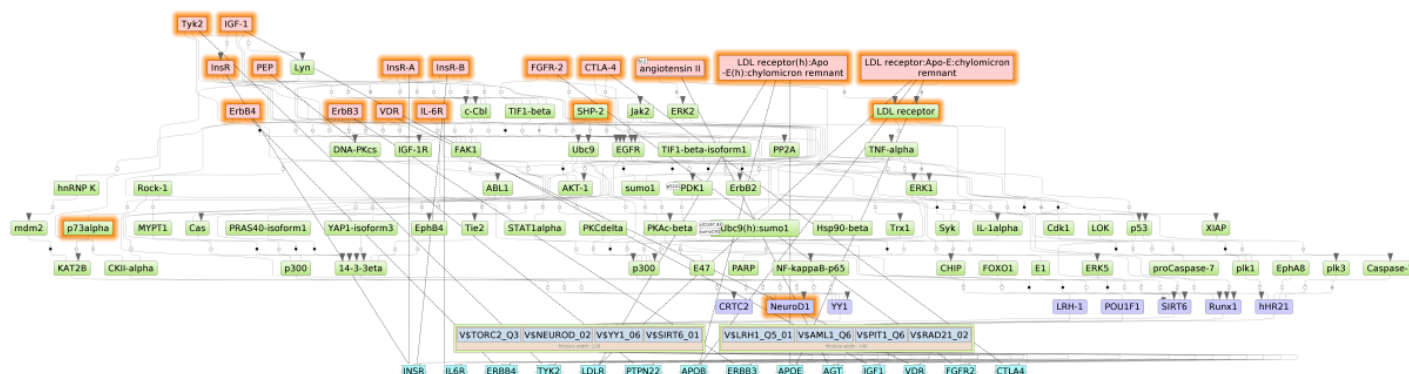 Tyk2 IGF-1
InsR PEP Lyn InsR-A InsR-B FGFR-2 CTLA-4 angiotensin II LDL receptor(h):Apo LDL receptor:Apo-E:chylomicron
-E(h):chylomicron remnant remnant
ErbB4 ErbB3 VDR IL-6R c-Cbl TIF1-beta SHP-2 Jak2 ERK2 LDL receptor
DNA-PKcs IGF-1R FAK1 Ubc9 EGFR TIF1-beta-isoform1 PP2A TNF-alpha
hnRNP K Rock-1 ABL1 AKT-1 sumo1 PDK1 ErbB2 ERK1
mdm2 p73alpha MYPT1 Cas PRAS40-isoform1 YAP1-isoform3 EphB4 Tie2 STAT1alpha PKCdelta PKAc-beta Ubc9(h):sumo1 Hsp90-beta Trx1 Syk IL-1alpha Cdk1 LOK p53 XIAP
KAT2B CKII-alpha p300 14-3-3eta p300 E47 PARP NF-kappaB-p65 CHIP FOXO1 E1 ERK5 proCaspase-7 plk1 EphA8 plk3 Caspase-
CRTC2 NeuroD1 YY1 LRH-1 POU1F1 SIRT6 Runx1 hHR21
V$TORC2_Q3 V$NEUROD_02 V$YY1_06 V$SIRT6_01 V$LRH1_Q5_01 V$AML1_Q6 V$PIT1_Q6 V$RAD21_02
INSR IL6R ERBB4 TYK2 LDLR PTPN22 APOB ERBB3 APOE AGT IGF1 VDR FGFR2 CTLA4